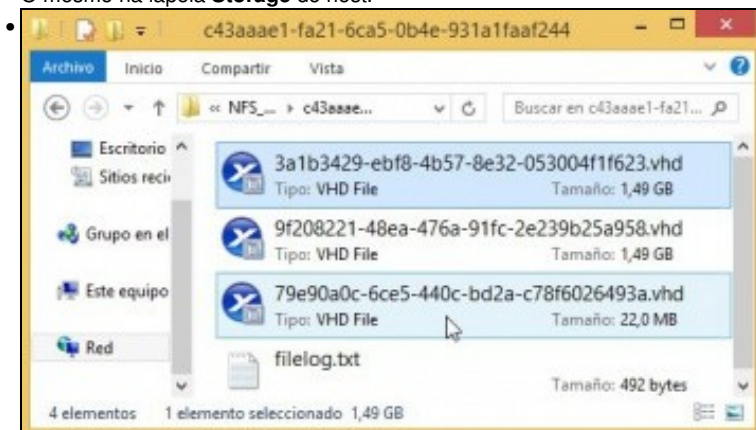 O mesmo na lapola Storage do host.
c43aaae1-fa21-6ca5-0b4e-931a1faaf244
Archivo Inicio Compartir Vista
« NFS_... c43aaae... Buscar en c43aaae1-fa21...
Escritorio
Sitios recie
Grupo en el
Este equipo
Red
3a1b3429-ebf8-4b57-8e32-053004f1f623.vhd
Tipo: VHD File Tamaño: 1,49 GB
9f208221-48ea-476a-91fc-2e239b25a958.vhd
Tipo: VHD File Tamaño: 1,49 GB
79e90a0c-6ce5-440c-bd2a-c78f6026493a.vhd
Tipo: VHD File Tamaño: 22,0 MB
filelog.txt
Tamaño: 492 bytes
4 elementos 1 elemento seleccionado 1,49 GB